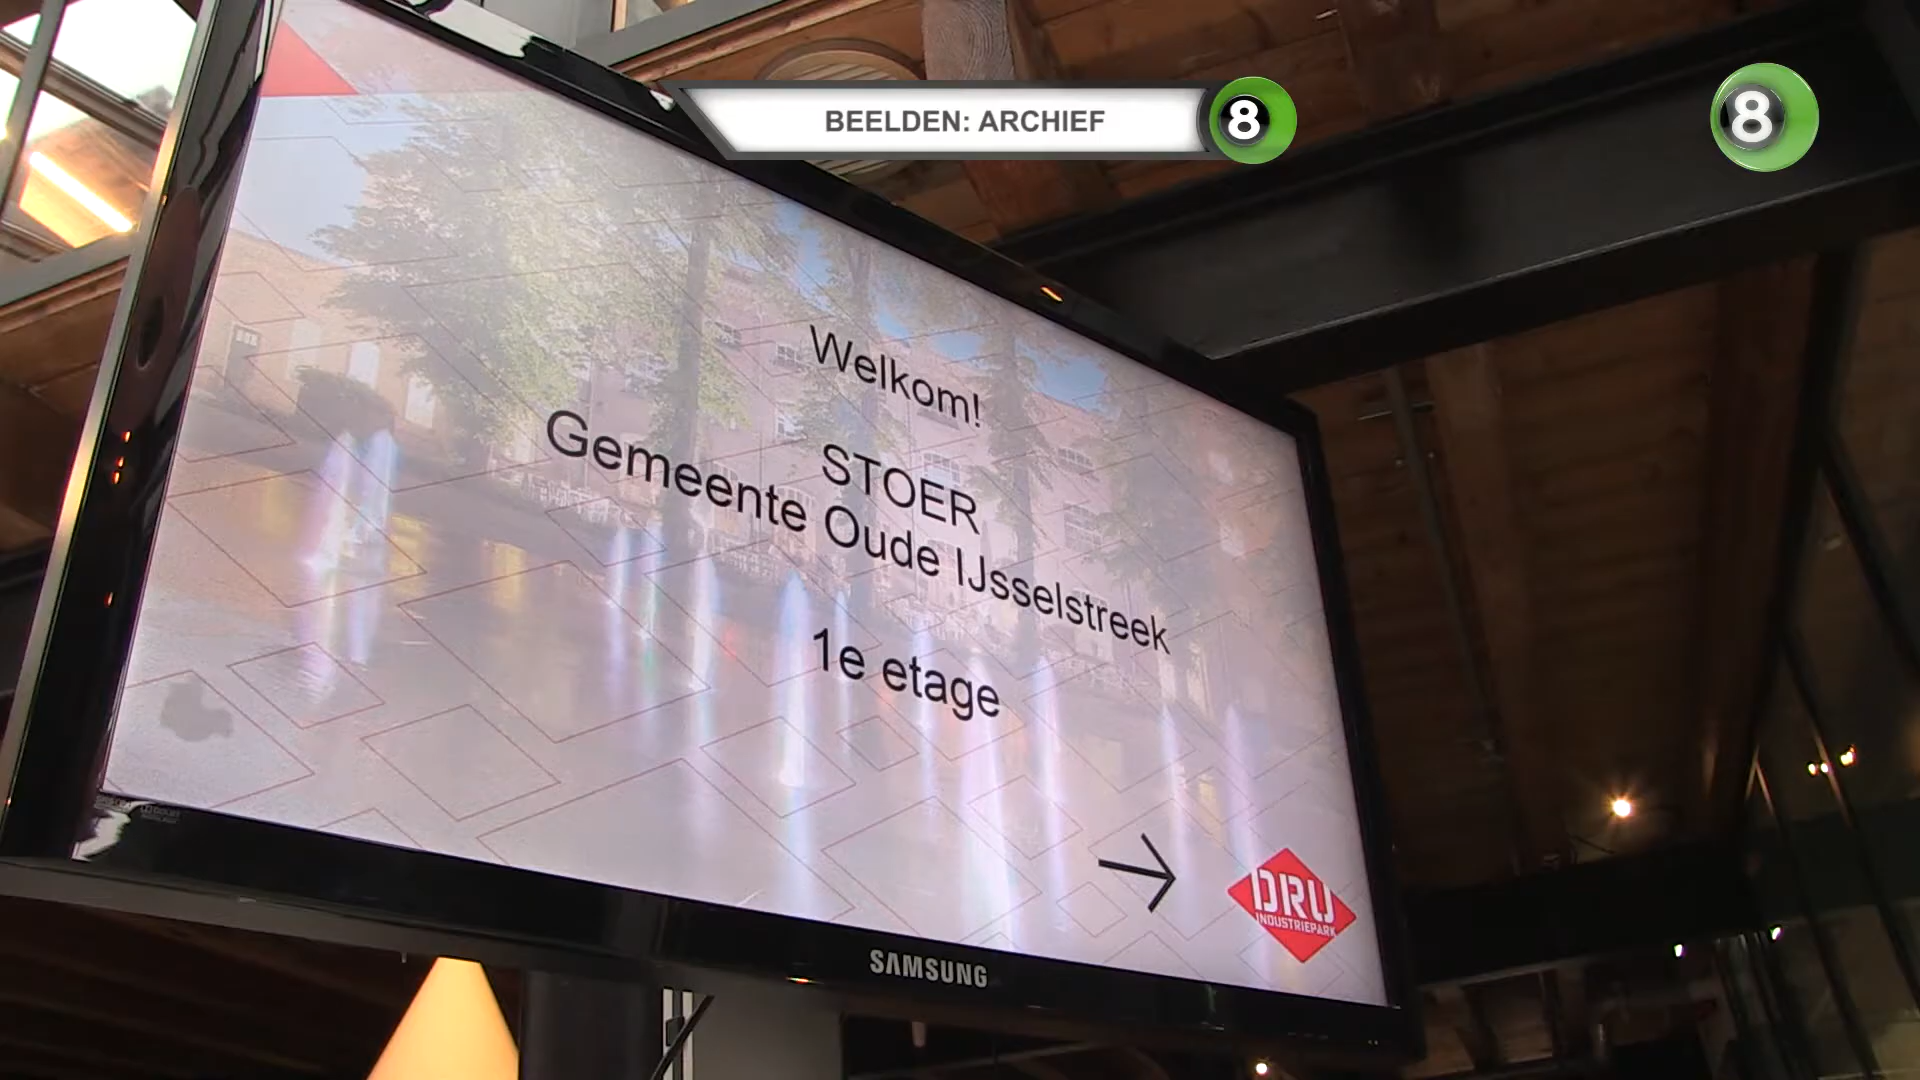 BEELDEN: ARCHIEF
8
8
Welkom!
STOER
Gemeente Oude IJsselstreek
1e etage
DRU
INDUSTRIEPARK
SAMSUNG